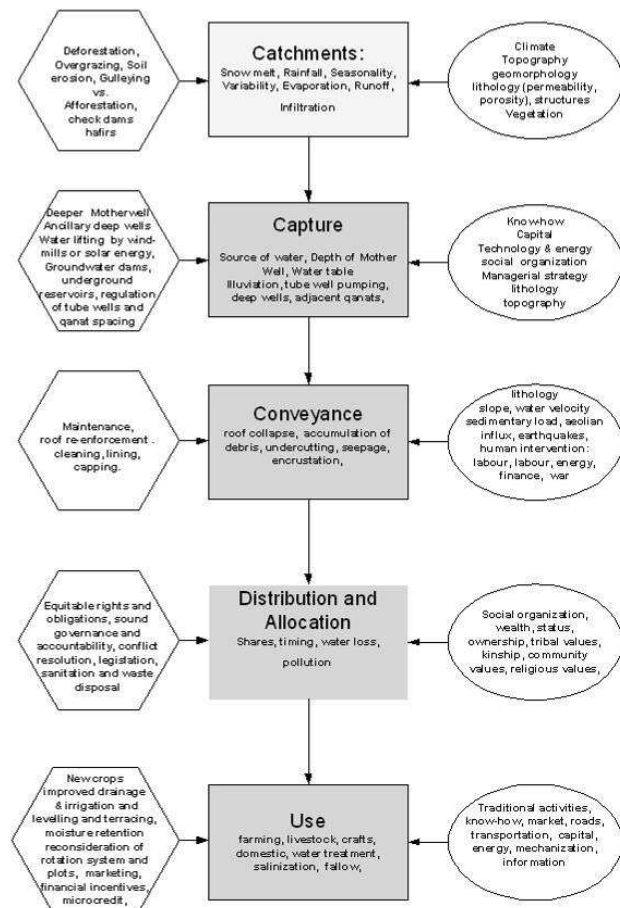 Deforestation,
Overgrazing, Soil
erosion, Gulleying
vs.
Afforestation,
check dams
hafirs
Catchments:
Snow melt, Rainfall, Seasonality,
Variability, Evaporation, Runoff,
Infiltration
Climate
Topography
geomorphology
lithology (permeability,
porosity), structures
Vegetation
Deeper Motherwell
Ancillary deep wells
Water lifting by wind-
mills or solar energy,
Groundwater dams,
underground
reservoirs, regulation
of tube wells and
qanat spacing
Capture
Source of water, Depth of Mother
Well, Water table
Illuviation, tube well pumping,
deep wells, adjacent qanats,
Know-how
Capital
Technology & energy
social organization
Managerial strategy
lithology
topography
Maintenance,
roof re-enforcement.
cleaning, lining,
capping.
Conveyance
roof collapse, accumulation of
debris, undercutting, seepage,
encrustation,
lithology
slope, water velocity
sedimentary load, aeolian
influx, earthquakes,
human intervention:
labour, labour, energy,
finance, war
Equitable rights and
obligations, sound
governance and
accountability, conflict
resolution, legislation,
sanitation and waste
disposal
Distribution and
Allocation
Shares, timing, water loss,
pollution
Social organization,
wealth, status,
ownership, tribal values,
kinship, community
values, religious values,
New crops
improved drainage
& irrigation and
levelling and terracing,
moisture retention
reconsideration of
rotation system and
plots, marketing,
financial incentives,
microcredit,
Use
farming, livestock, crafts,
domestic, water treatment,
salinization, fallow,
Traditional activities,
know-how, market, roads,
transportation, capital,
energy, mechanization,
information